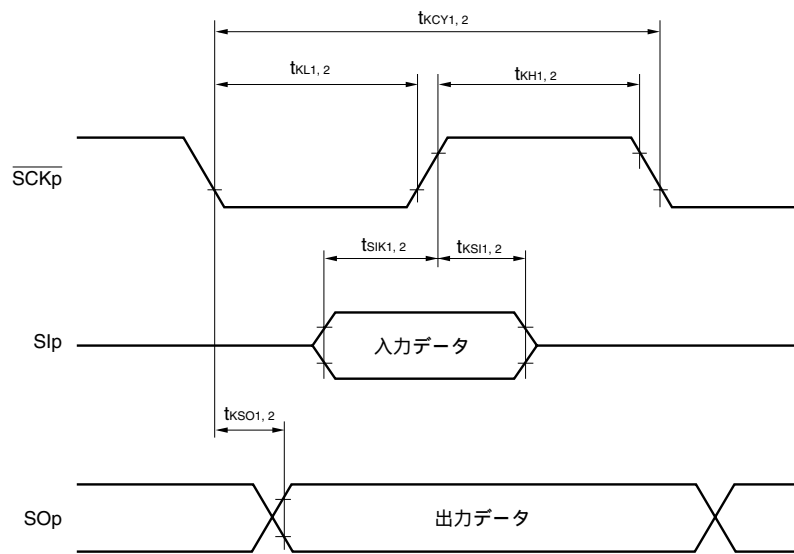 tKCY1, 2
tKL1, 2
tKH1, 2
SCKp
tSIK1, 2
tKSI1, 2
SIp
入力データ
tKSO1, 2
SOp
出力データ